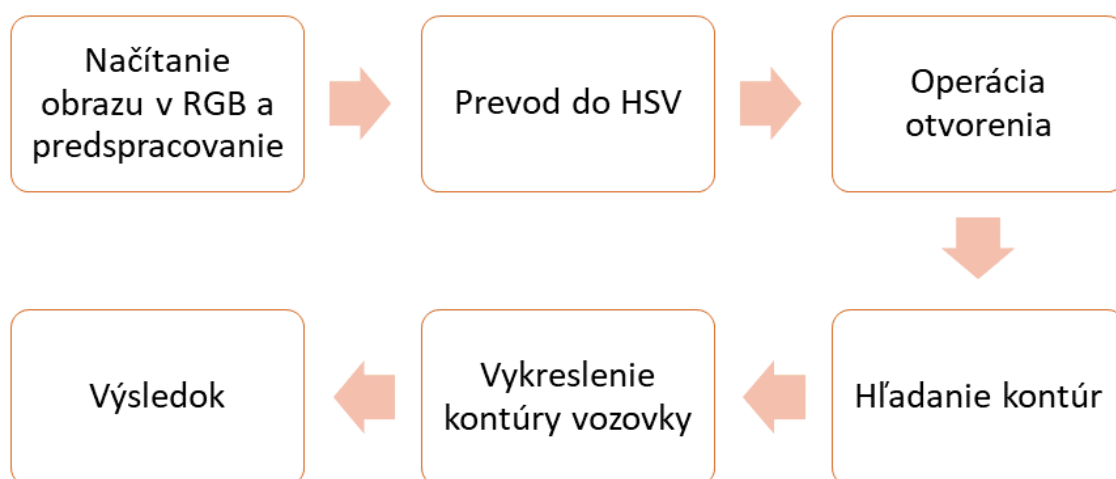 Načítanie
obrazu v RGB a
predspracovanie
Prevod do HSV
Operácia
otvorenia
Hľadanie kontúr
Vykreslenie
kontúry vozovky
Výsledok